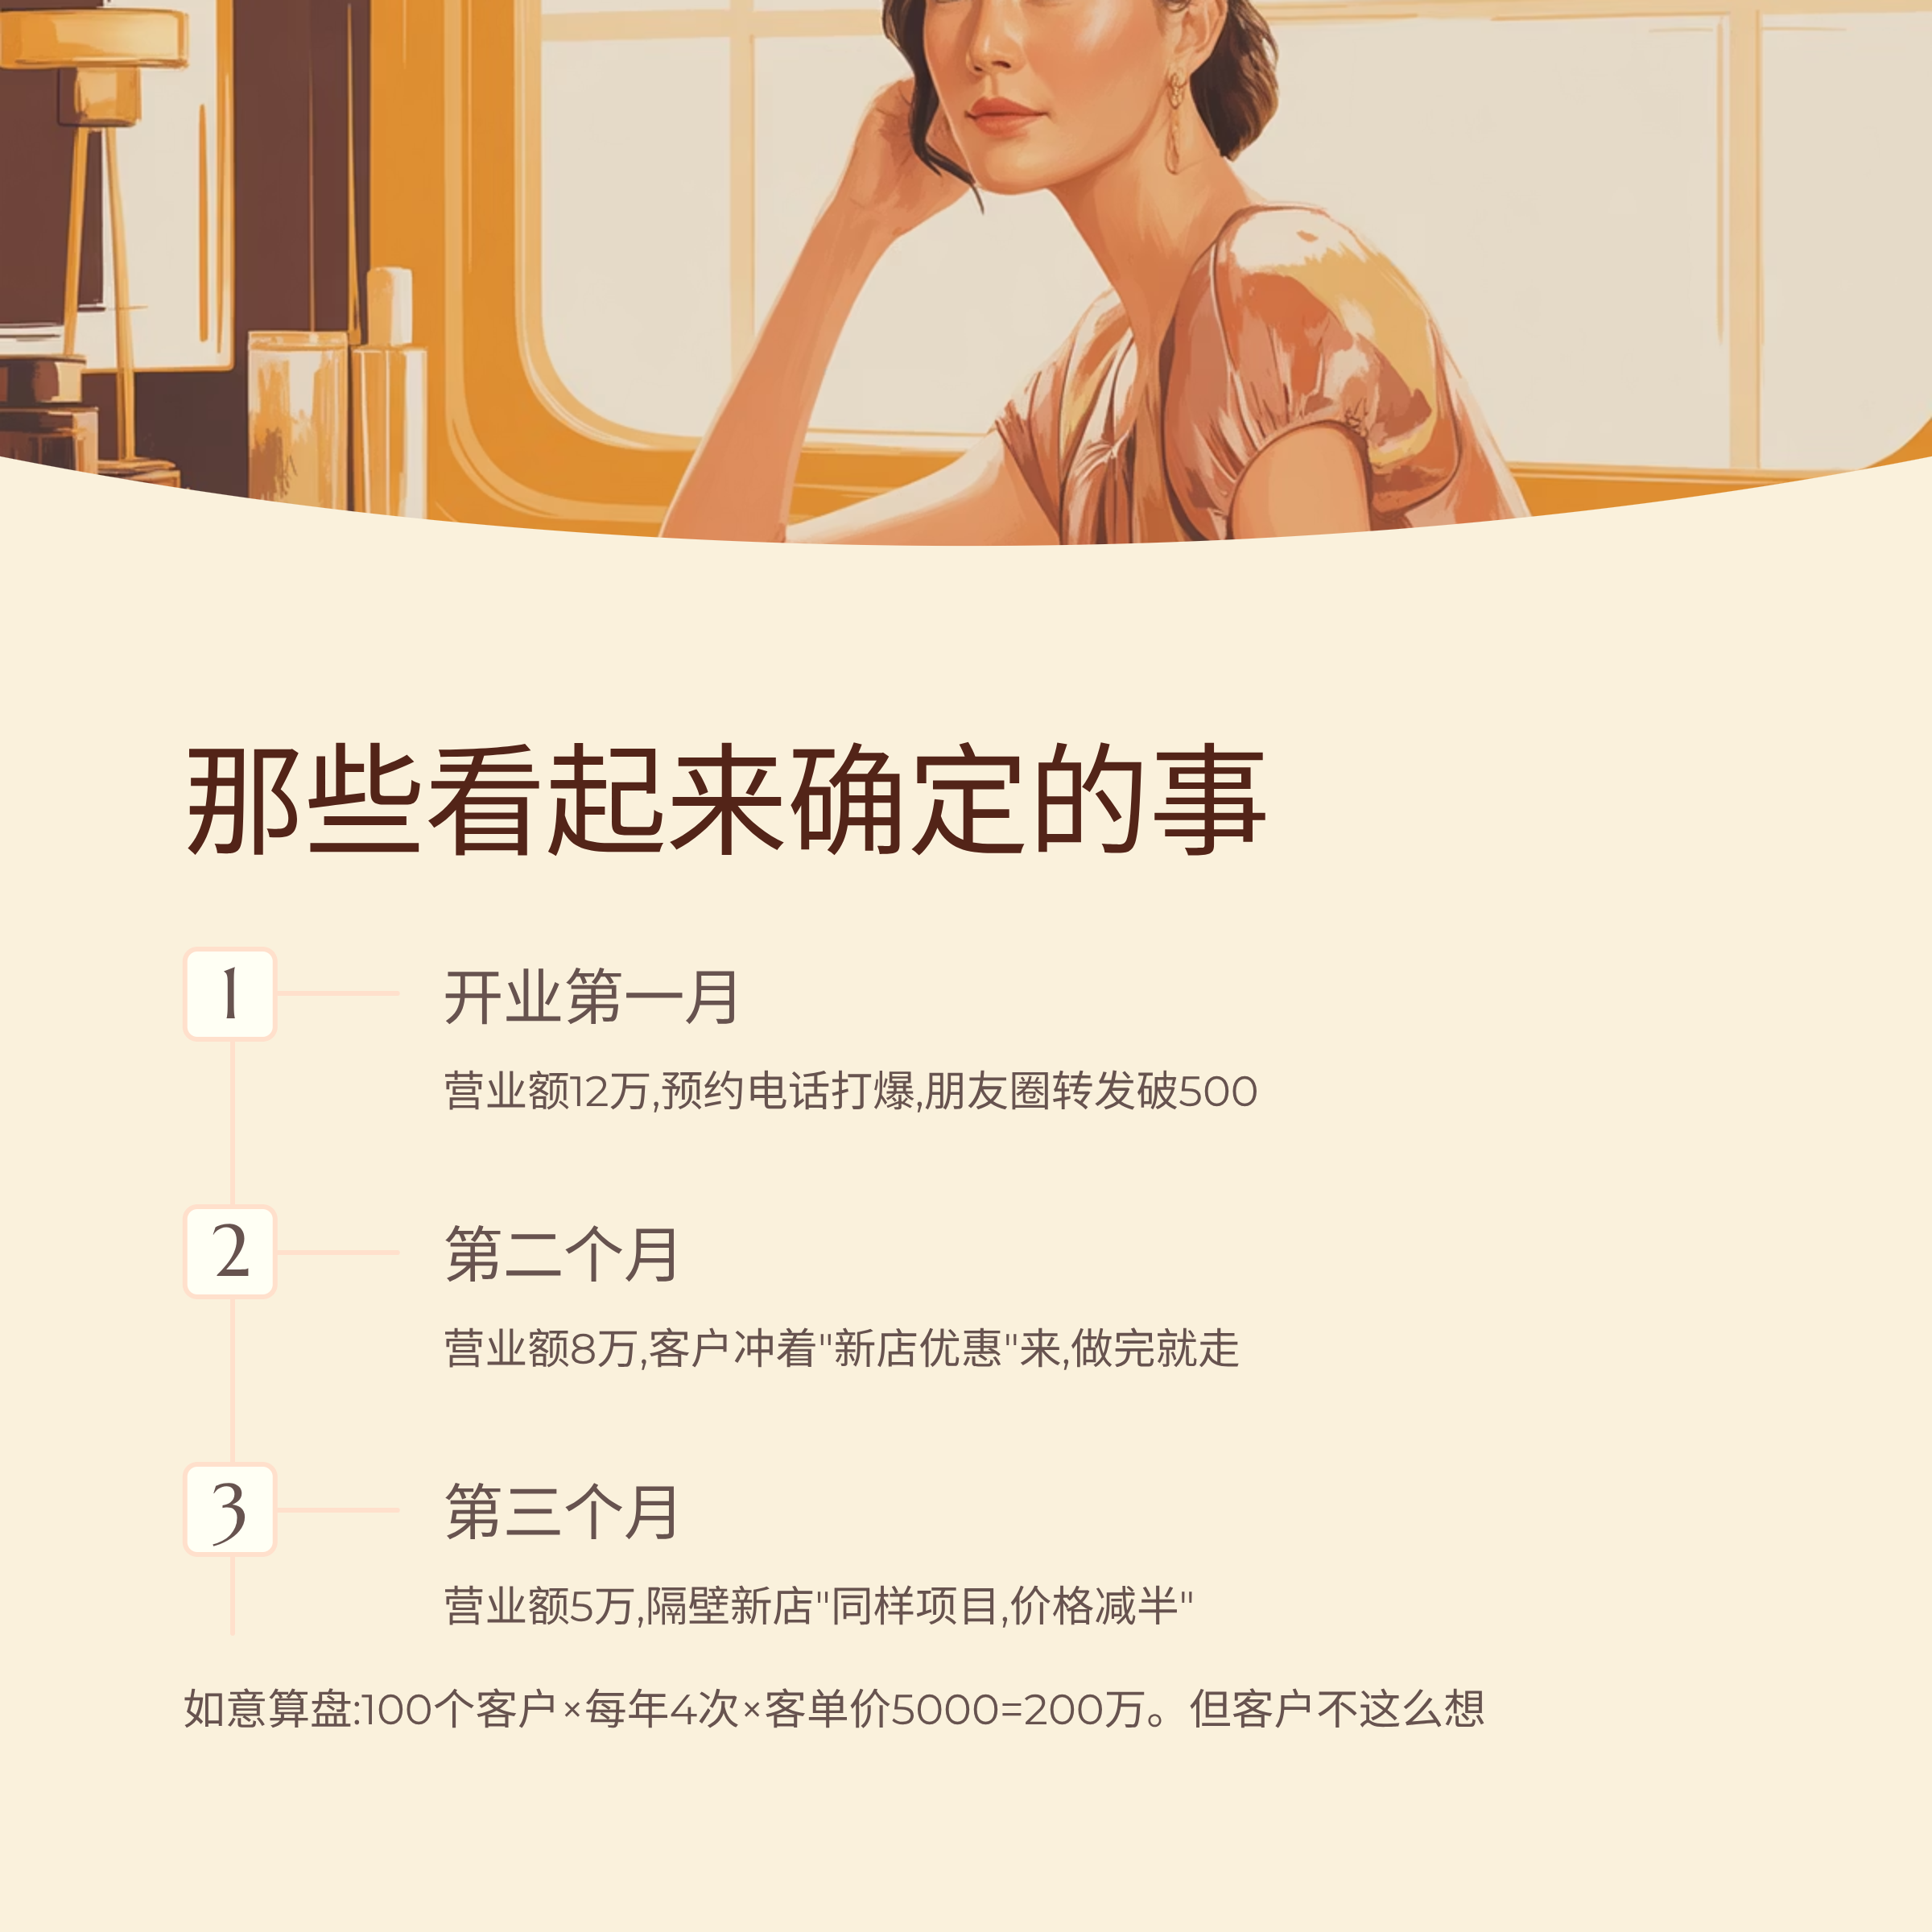 那些看起来确定的事
1
开业第一月
营业额12万,预约电话打爆,朋友圈转发破500
2
第二个月
营业额8万,客户冲着"新店优惠"来,做完就走
3
第三个月
营业额5万,隔壁新店"同样项目,价格减半"
如意算盘:100个客户×每年4次×客单价5000=200万。但客户不这么想